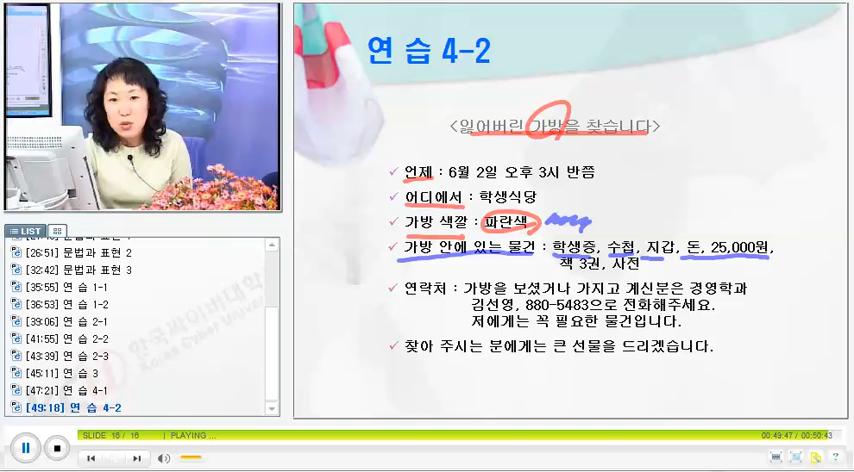 연 습 4-2
<잃어버린 가방을 찾습니다>
언제 : 6월 2일 오후 3시 반쯤
어디에서 : 학생식당
가방 색깔 : 파란색
가방 안에 있는 물건 : 학생증, 수첩, 지갑, 돈, 25,000원,
책 3권, 사전
연락처 : 가방을 보셨거나 가지고 계신분은 경영학과
김선영, 880-5483으로 전화해주세요.
저에게는 꼭 필요한 물건입니다.
찾아 주시는 분에게는 큰 선물을 드리겠습니다.
LIST
[26:51] 문법과 표현 2
[32:42] 문법과 표현 3
[35:55] 연 습 1-1
[36:53] 연 습 1-2
[39:06] 연 습 2-1
[41:55] 연 습 2-2
[43:39] 연 습 2-3
[45:11] 연 습 3
[47:21] 연 습 4-1
[49:18] 연 습 4-2
한국싸이버대학
Korea Cyber Univer
SLIDE 16 / 16 | PLAYING ...
00:49:47 / 00:50:43